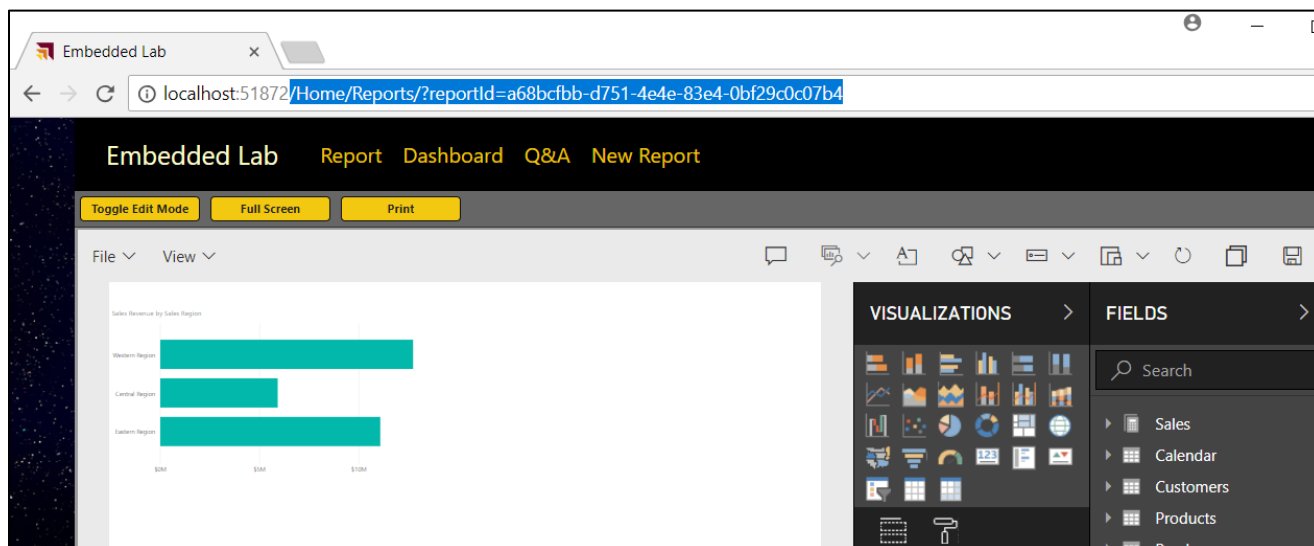 Embedded Lab
localhost:51872/Home/Reports/?reportId=a68bcfbb-d751-4e4e-83e4-0bf29c0c07b4
Embedded Lab Report Dashboard Q&A New Report
Toggle Edit Mode Full Screen Print
File View
Sales Revenue by Sales Region
Western Region
Central Region
Eastern Region
$0M $5M $10M
VISUALIZATIONS
123
FIELDS
Search
Sales
Calendar
Customers
Products